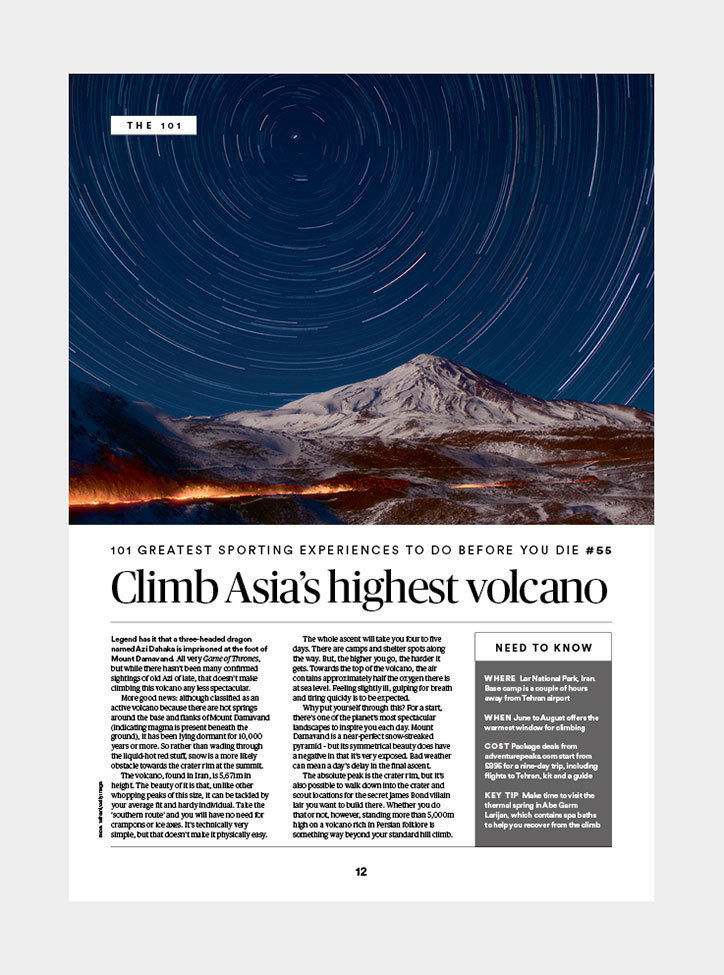 THE 101
101 GREATEST SPORTING EXPERIENCES TO DO BEFORE YOU DIE #55
Climb Asia's highest volcano
Legend has it that a three-headed dragon
named Azi Dahaka is imprisoned at the foot of
Mount Damavand. All very Game of Thrones,
but while there hasn't been many confirmed
sightings of old Azi of late, that doesn't make
climbing this volcano any less spectacular.
More good news: although classified as an
active volcano because there are hot springs
around the base and flanks of Mount Damavand
(indicating magma is present beneath the
ground), it has been lying dormant for 10,000
years or more. So rather than wading through
the liquid-hot red stuff, snow is a more likely
obstacle towards the crater rim at the summit.
The volcano, found in Iran, is 5,671m in
height. The beauty of it is that, unlike other
whopping peaks of this size, it can be tackled by
your average fit and hardy individual. Take the
'southern route' and you will have no need for
crampons or ice axes. It's technically very
simple, but that doesn't make it physically easy.
The whole ascent will take you four to five
days. There are camps and shelter spots along
the way. But, the higher you go, the harder it
gets. Towards the top of the volcano, the air
contains approximately half the oxygen there is
at sea level. Feeling slightly ill, gulping for breath
and tiring quickly is to be expected.
Why put yourself through this? For a start,
there's one of the planet's most spectacular
landscapes to inspire you each day. Mount
Damavand is a near-perfect snow-streaked
pyramid - but its symmetrical beauty does have
a negative in that it's very exposed. Bad weather
can mean a day's delay in the final ascent.
The absolute peak is the crater rim, but it's
also possible to walk down into the crater and
scout locations for the secret James Bond villain
lair you want to build there. Whether you do
that or not, however, standing more than 5,000m
high on a volcano rich in Persian folklore is
something way beyond your standard hill climb.
NEED TO KNOW
WHERE Lar National Park, Iran.
Base camp is a couple of hours
away from Tehran airport
WHEN June to August offers the
warmest window for climbing
COST Package deals from
adventurepeaks.com start from
£895 for a nine-day trip, including
flights to Tehran, kit and a guide
KEY TIP Make time to visit the
thermal spring in Abe Garm
Larijan, which contains spa baths
to help you recover from the climb
12